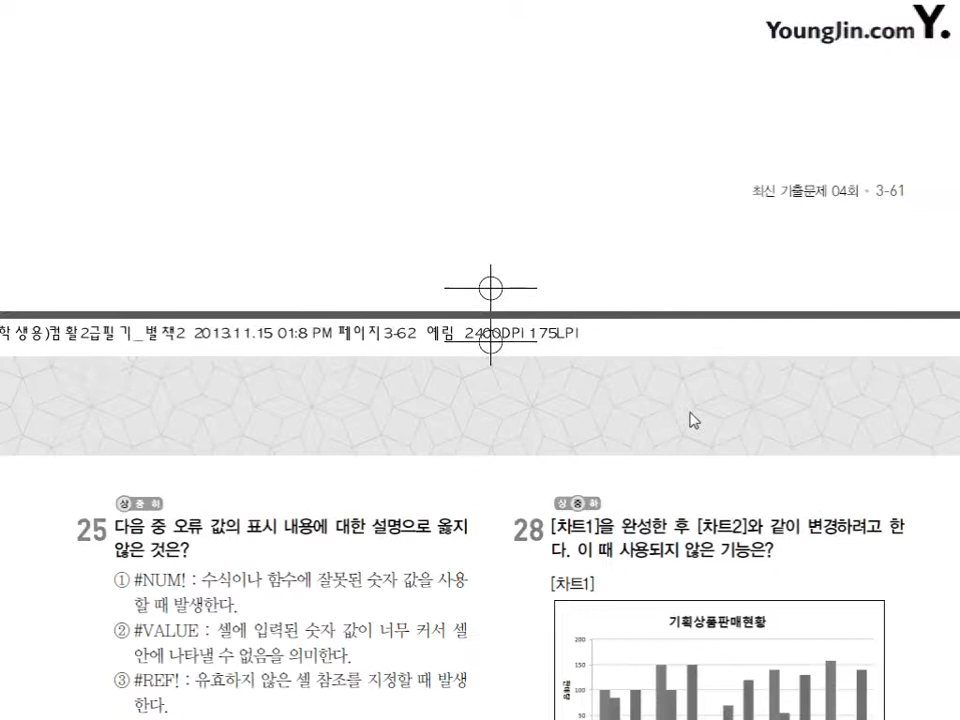 YoungJin.com Y.
최신 기출문제 04회 • 3-61
학생용)컴활2급필기_별책2 2013.11.15 01:8 PM 페이지3-62 예림 2400DPI 175LPI
상 중 하
25 다음 중 오류 값의 표시 내용에 대한 설명으로 옳지
않은 것은?
① #NUM! : 수식이나 함수에 잘못된 숫자 값을 사용
할 때 발생한다.
② #VALUE : 셀에 입력된 숫자 값이 너무 커서 셀
안에 나타낼 수 없음을 의미한다.
③ #REF! : 유효하지 않은 셀 참조를 지정할 때 발생
한다.
상 중 하
28 [차트1]을 완성한 후 [차트2]와 같이 변경하려고 한
다. 이 때 사용되지 않은 기능은?
[차트1]
기획상품판매현황
200
150
100
50
판매량